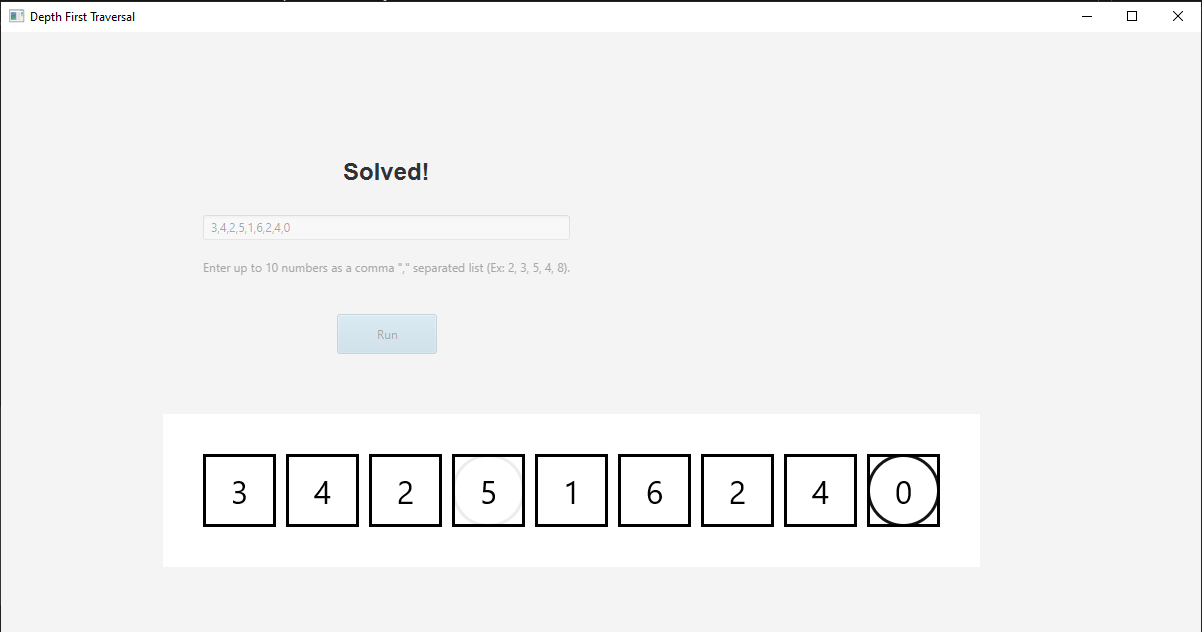 Depth First Traversal
Solved!
3,4,2,5,1,6,2,4,0
Enter up to 10 numbers as a comma "," separated list (Ex: 2, 3, 5, 4, 8).
Run
3 4 2 5 1 6 2 4 0